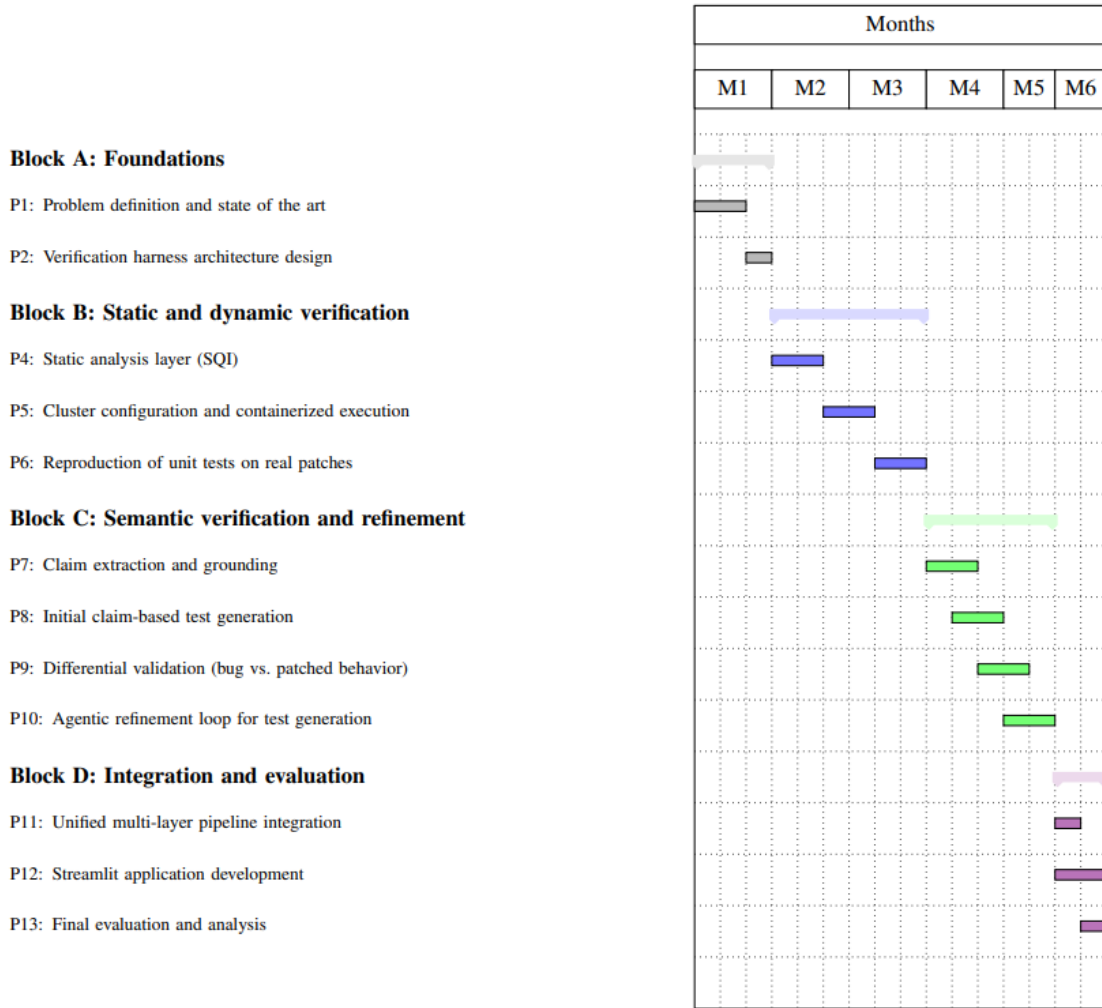 Months
M1 M2 M3 M4 M5 M6
Block A: Foundations
P1: Problem definition and state of the art
P2: Verification harness architecture design
Block B: Static and dynamic verification
P4: Static analysis layer (SQI)
P5: Cluster configuration and containerized execution
P6: Reproduction of unit tests on real patches
Block C: Semantic verification and refinement
P7: Claim extraction and grounding
P8: Initial claim-based test generation
P9: Differential validation (bug vs. patched behavior)
P10: Agentic refinement loop for test generation
Block D: Integration and evaluation
P11: Unified multi-layer pipeline integration
P12: Streamlit application development
P13: Final evaluation and analysis